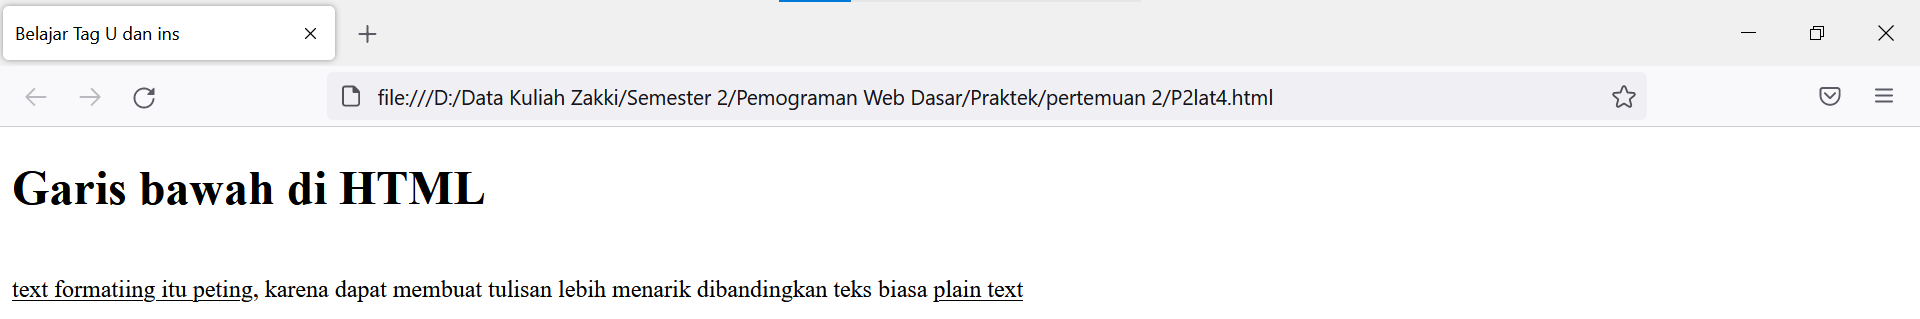 Belajar Tag U dan ins
file:///D:/Data Kuliah Zakki/Semester 2/Pemograman Web Dasar/Praktek/pertemuan 2/P2lat4.html
Garis bawah di HTML
text formatiing itu peting, karena dapat membuat tulisan lebih menarik dibandingkan teks biasa plain text